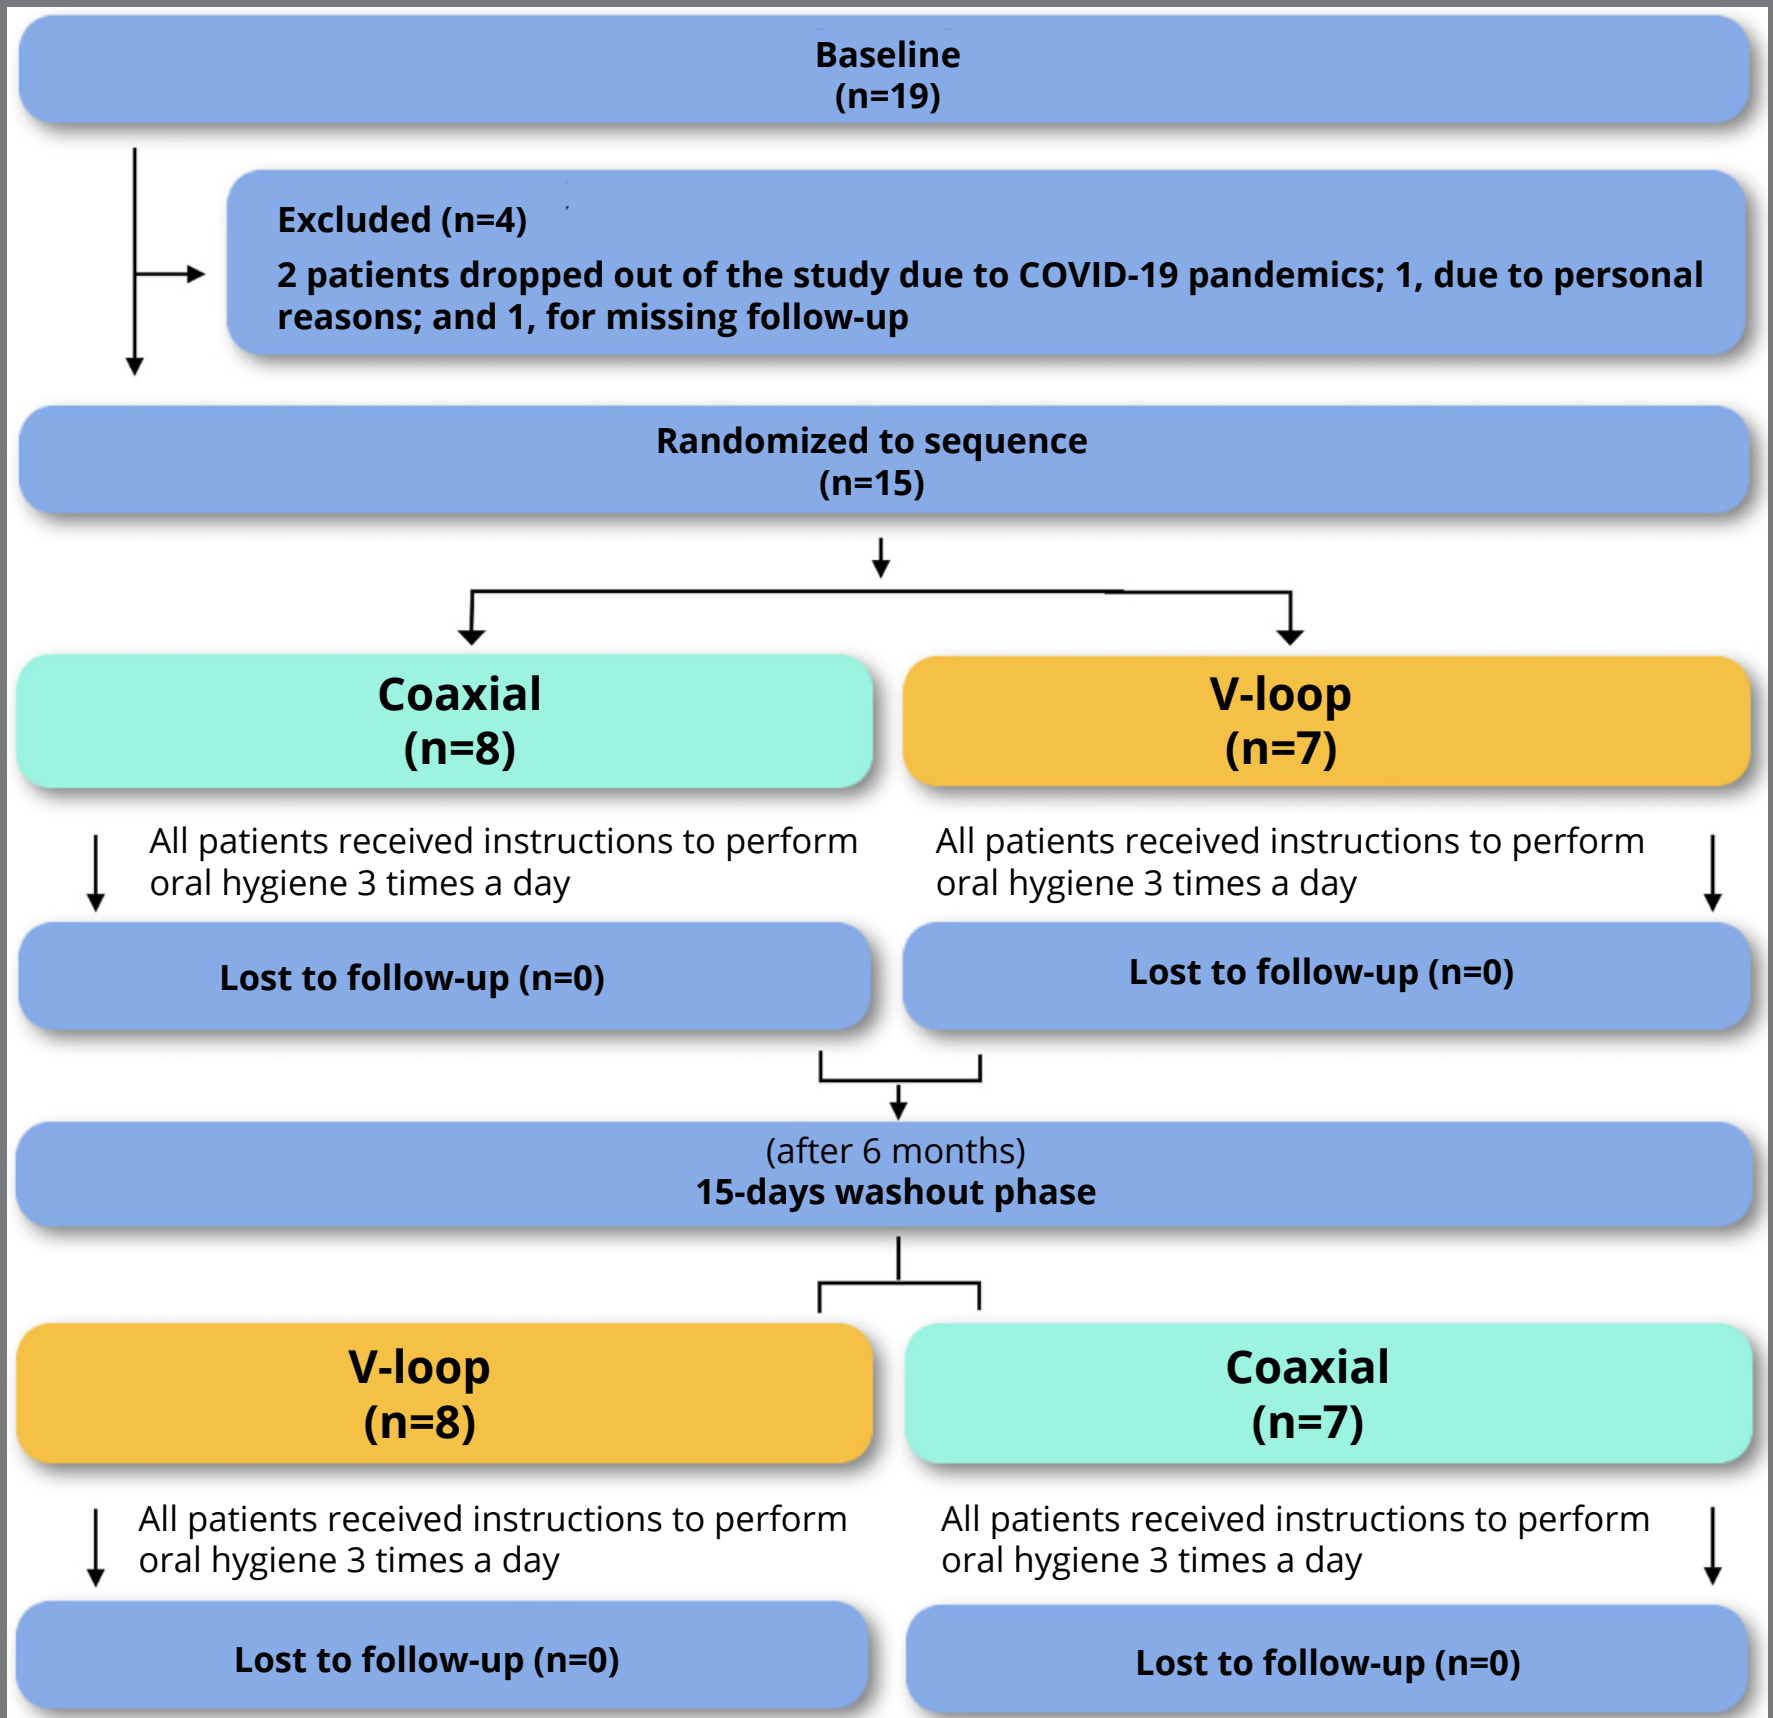 Baseline
(n=19)
Excluded (n=4)
2 patients dropped out of the study due to COVID-19 pandemics; 1, due to personal
reasons; and 1, for missing follow-up
Randomized to sequence
(n=15)
Coaxial
(n=8)
V-loop
(n=7)
All patients received instructions to perform
oral hygiene 3 times a day
All patients received instructions to perform
oral hygiene 3 times a day
Lost to follow-up (n=0)
Lost to follow-up (n=0)
(after 6 months)
15-days washout phase
V-loop
(n=8)
Coaxial
(n=7)
All patients received instructions to perform
oral hygiene 3 times a day
All patients received instructions to perform
oral hygiene 3 times a day
Lost to follow-up (n=0)
Lost to follow-up (n=0)